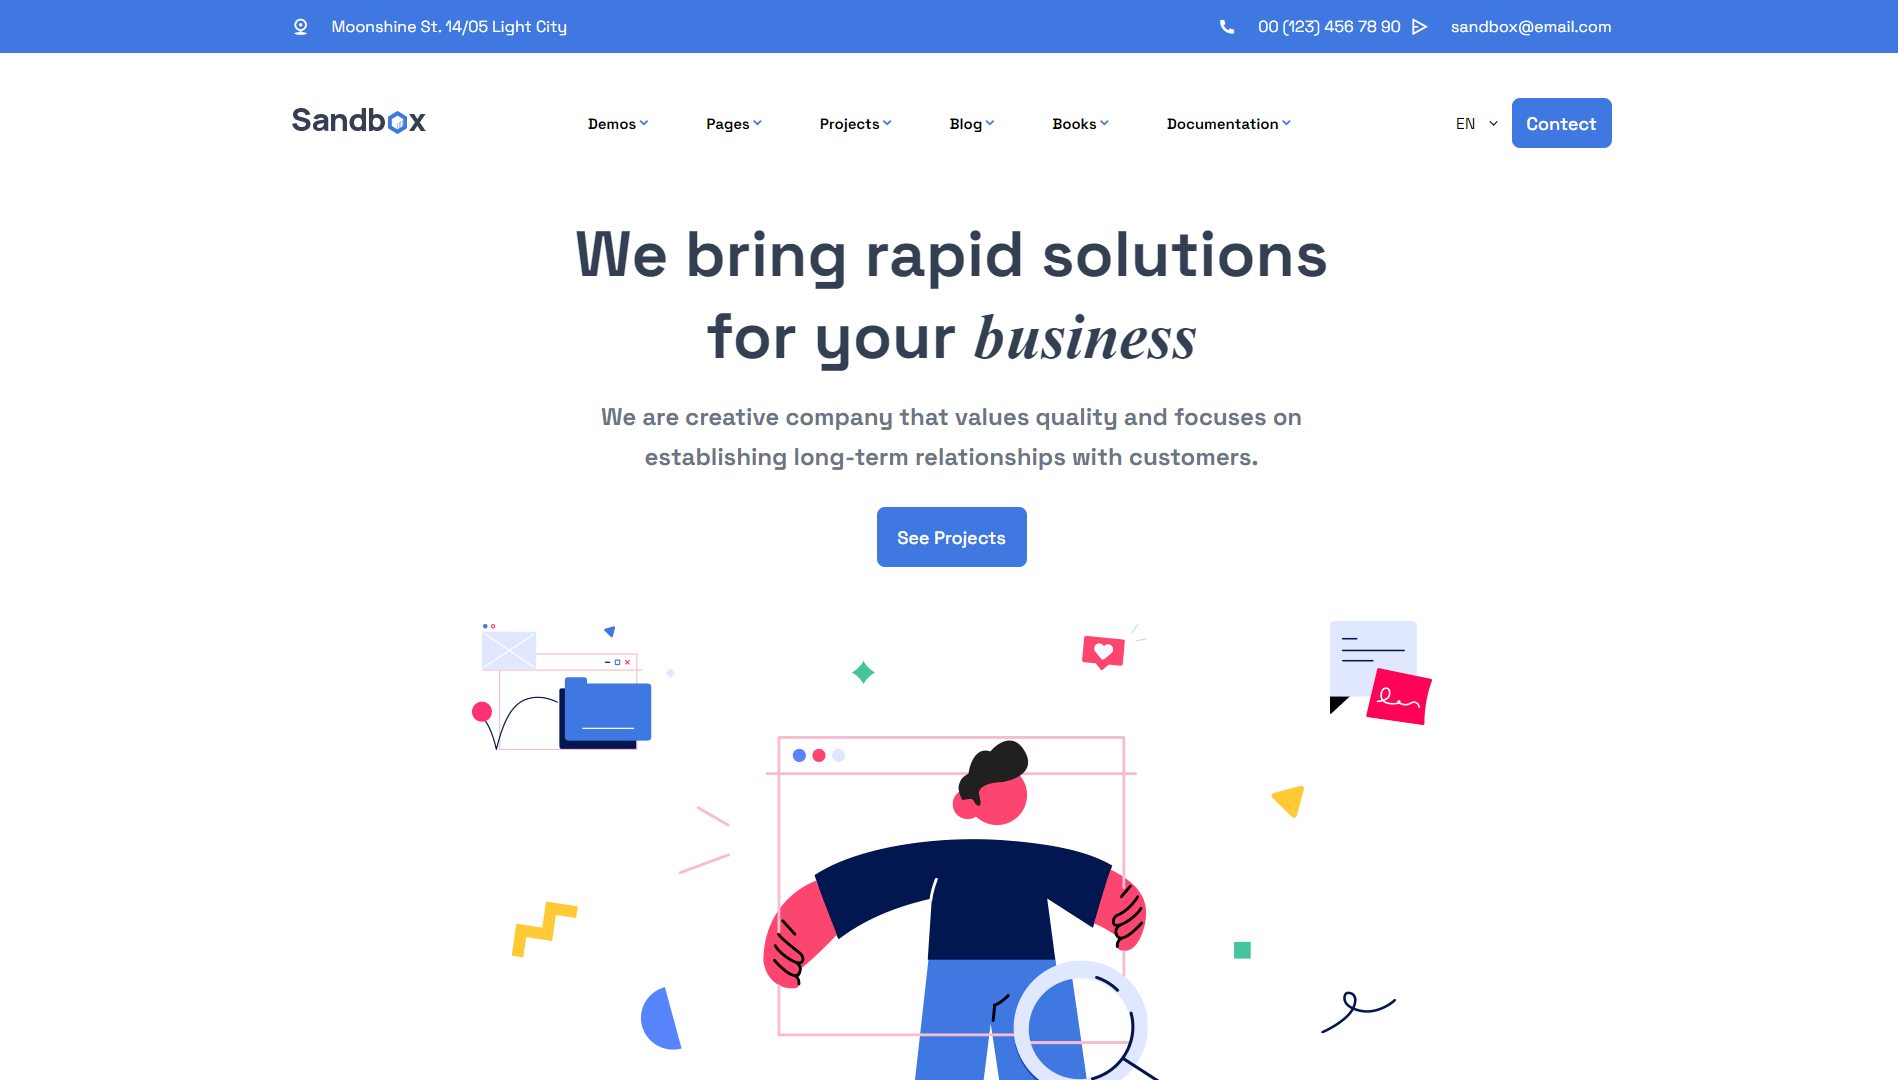 Moonshine St. 14/05 Light City
00 (123) 456 78 90
sandbox@email.com
Sandbox
Demos
Pages
Projects
Blog
Books
Documentation
EN
Contect
We bring rapid solutions
for your business
We are creative company that values quality and focuses on
establishing long-term relationships with customers.
See Projects